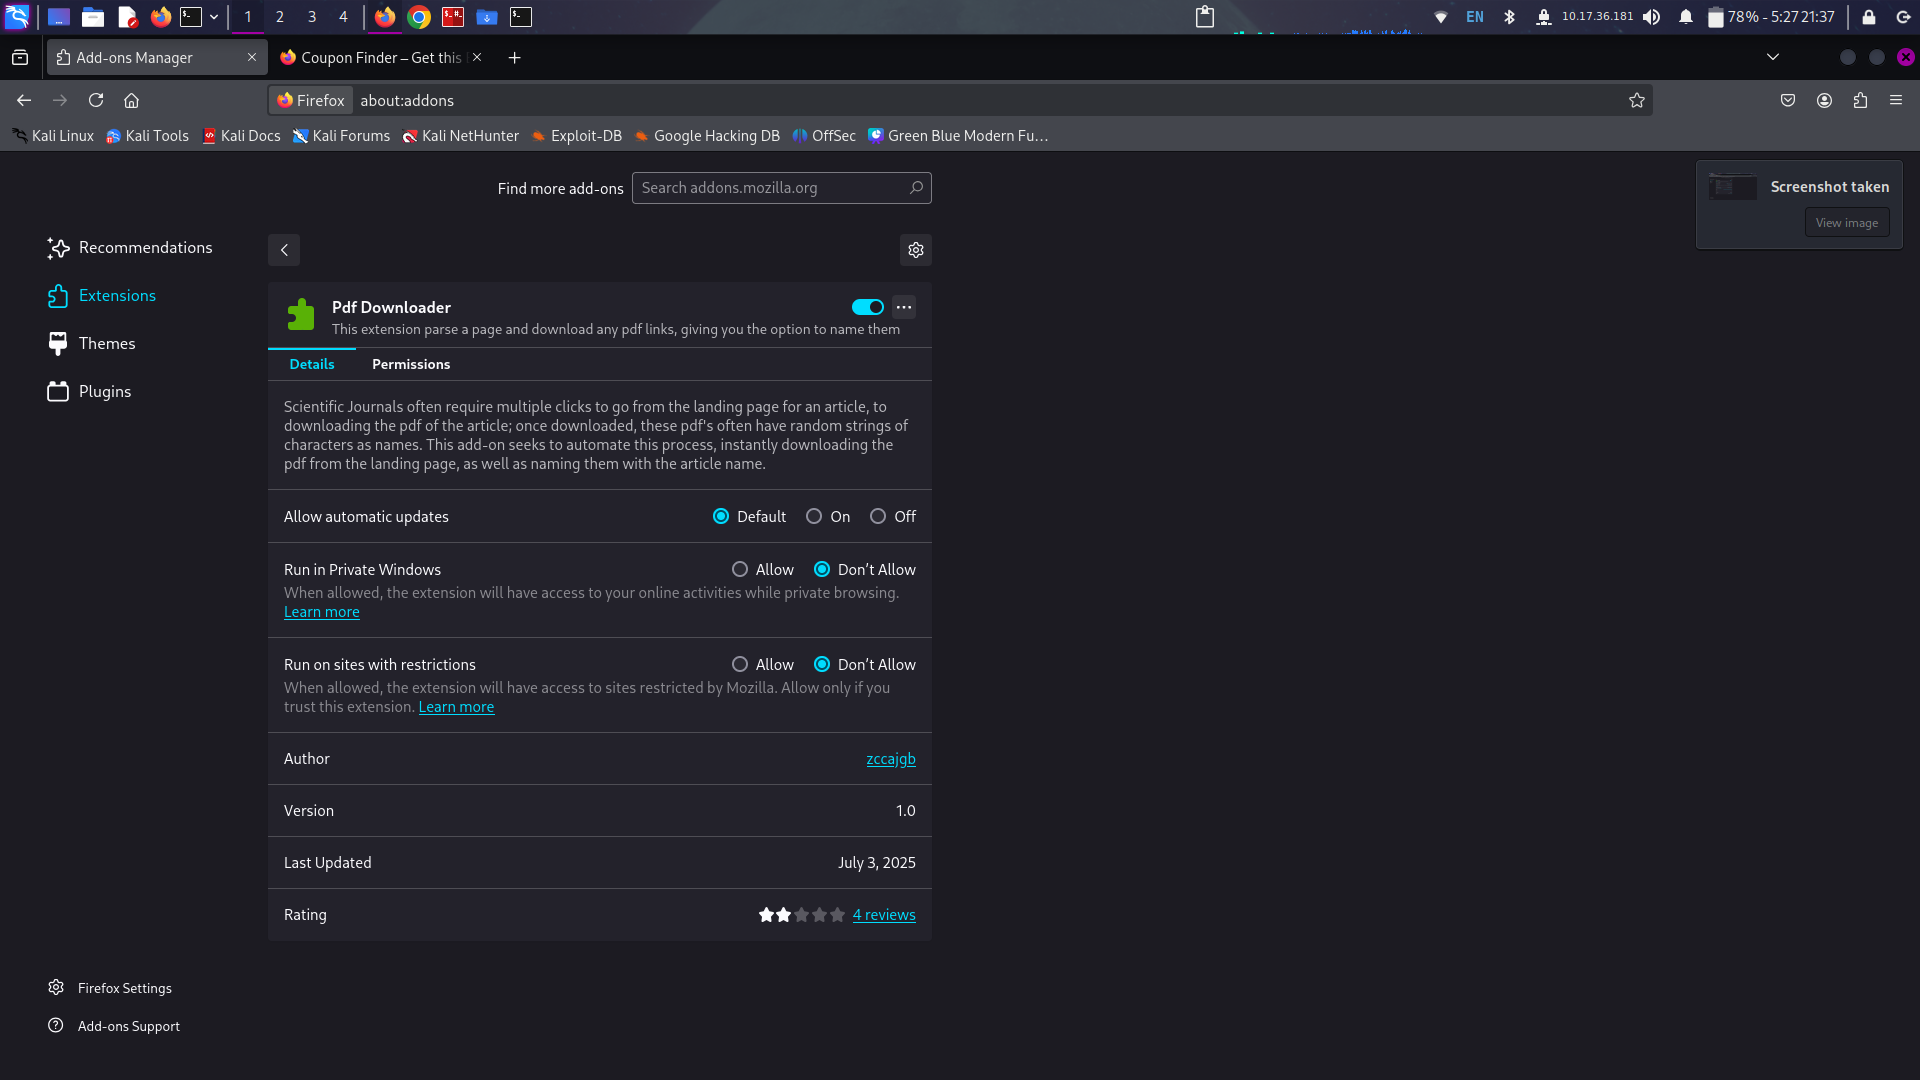 1 2 3 4
EN 10.17.36.181 78% - 5:27 21:37
Add-ons Manager
Coupon Finder – Get this
Firefox about:addons
Kali Linux Kali Tools Kali Docs Kali Forums Kali NetHunter Exploit-DB Google Hacking DB OffSec Green Blue Modern Fu…
Find more add-ons Search addons.mozilla.org
Screenshot taken
View image
Recommendations
Extensions
Themes
Plugins
Pdf Downloader
This extension parse a page and download any pdf links, giving you the option to name them
Details Permissions
Scientific Journals often require multiple clicks to go from the landing page for an article, to
downloading the pdf of the article; once downloaded, these pdf's often have random strings of
characters as names. This add-on seeks to automate this process, instantly downloading the
pdf from the landing page, as well as naming them with the article name.
Allow automatic updates Default On Off
Run in Private Windows Allow Don’t Allow
When allowed, the extension will have access to your online activities while private browsing.
Learn more
Run on sites with restrictions Allow Don’t Allow
When allowed, the extension will have access to sites restricted by Mozilla. Allow only if you
trust this extension. Learn more
Author zccajgb
Version 1.0
Last Updated July 3, 2025
Rating 4 reviews
Firefox Settings
Add-ons Support